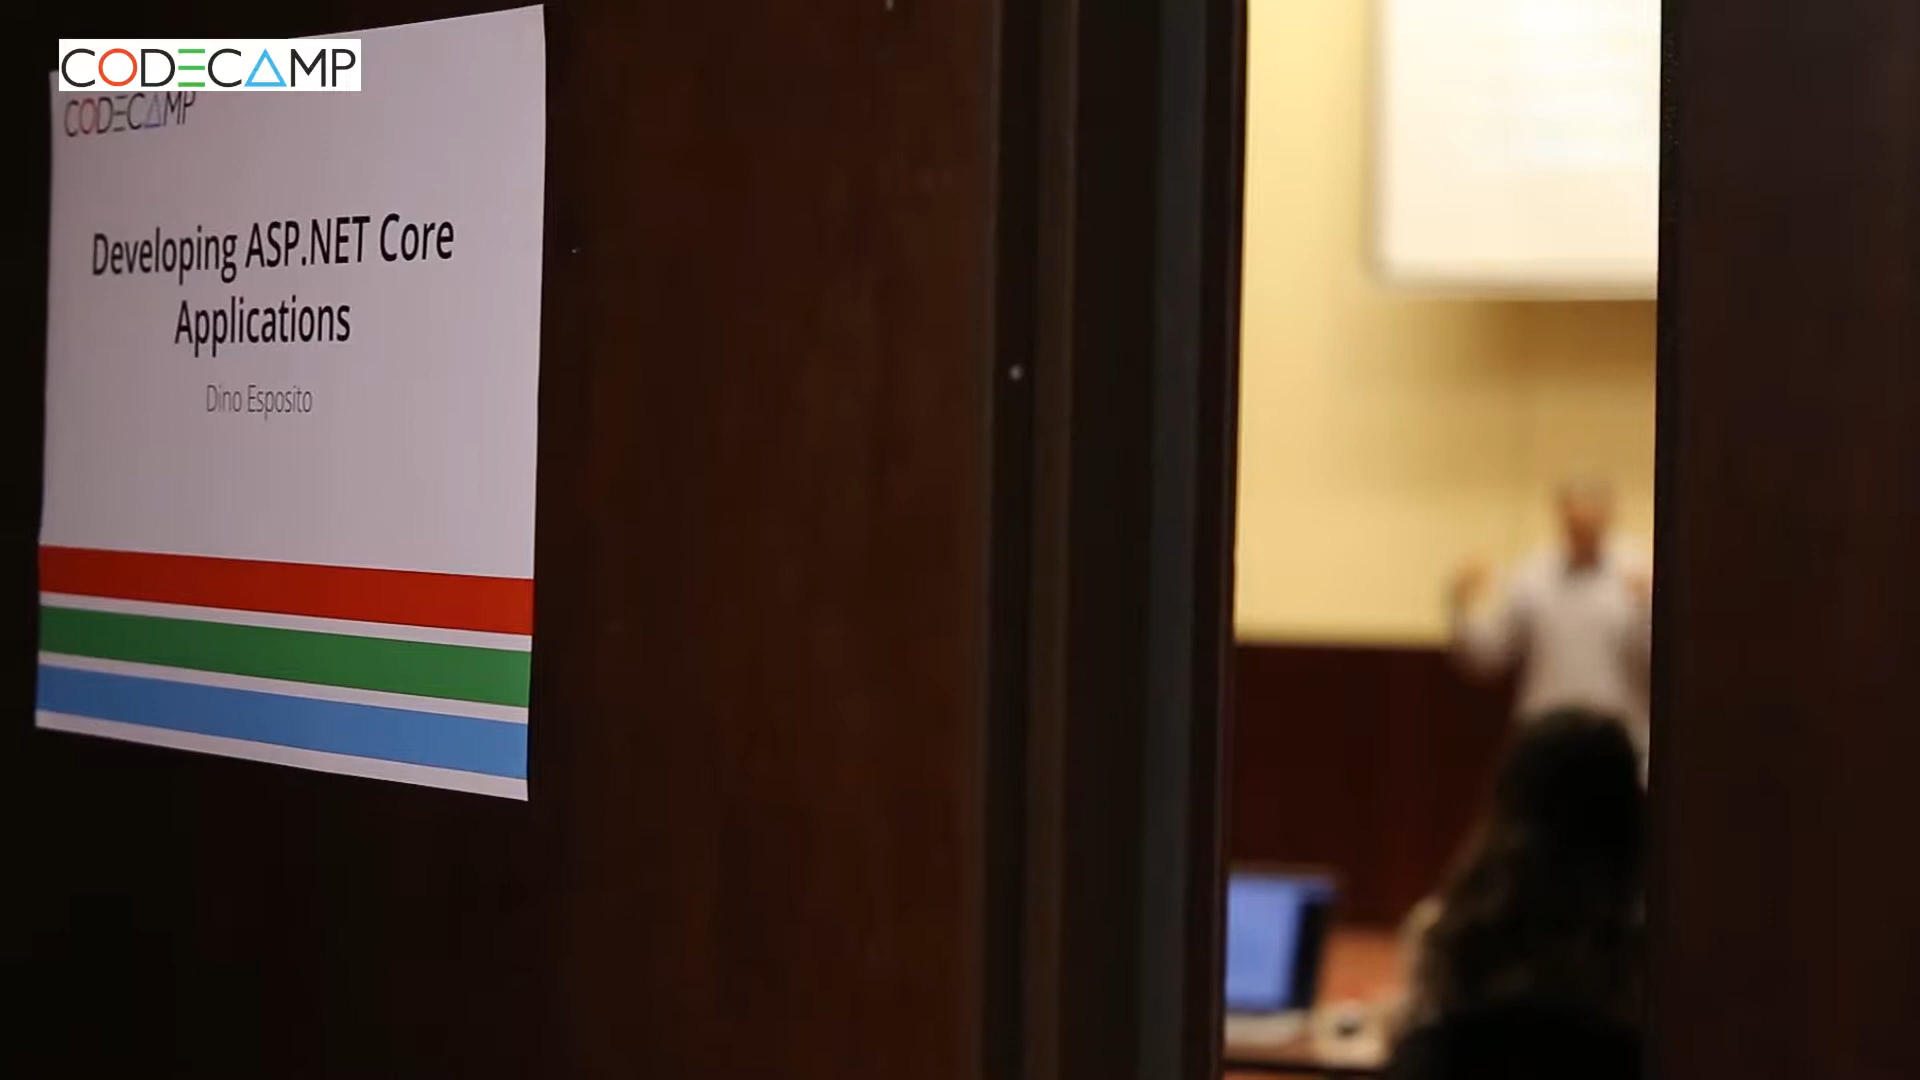 CODECAMP
CODECAMP
Developing ASP.NET Core
Applications
Dino Esposito